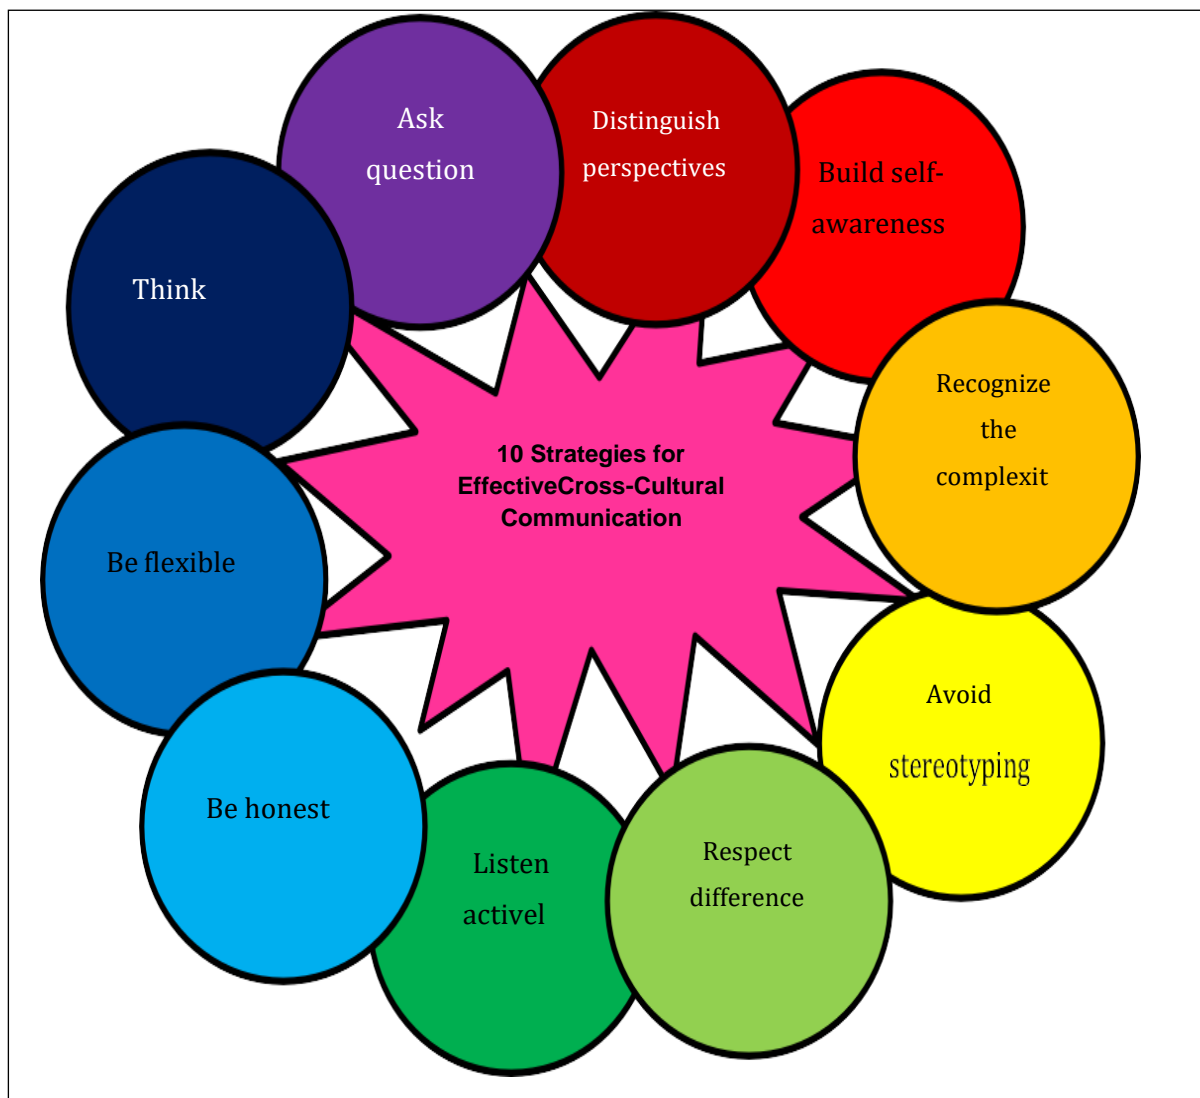 Ask
question
Distinguish
perspectives
Build self-
awareness
Think
Recognize
the
complexit
10 Strategies for
EffectiveCross-Cultural
Communication
Be flexible
Avoid
stereotyping
Be honest
Listen
activel
Respect
difference